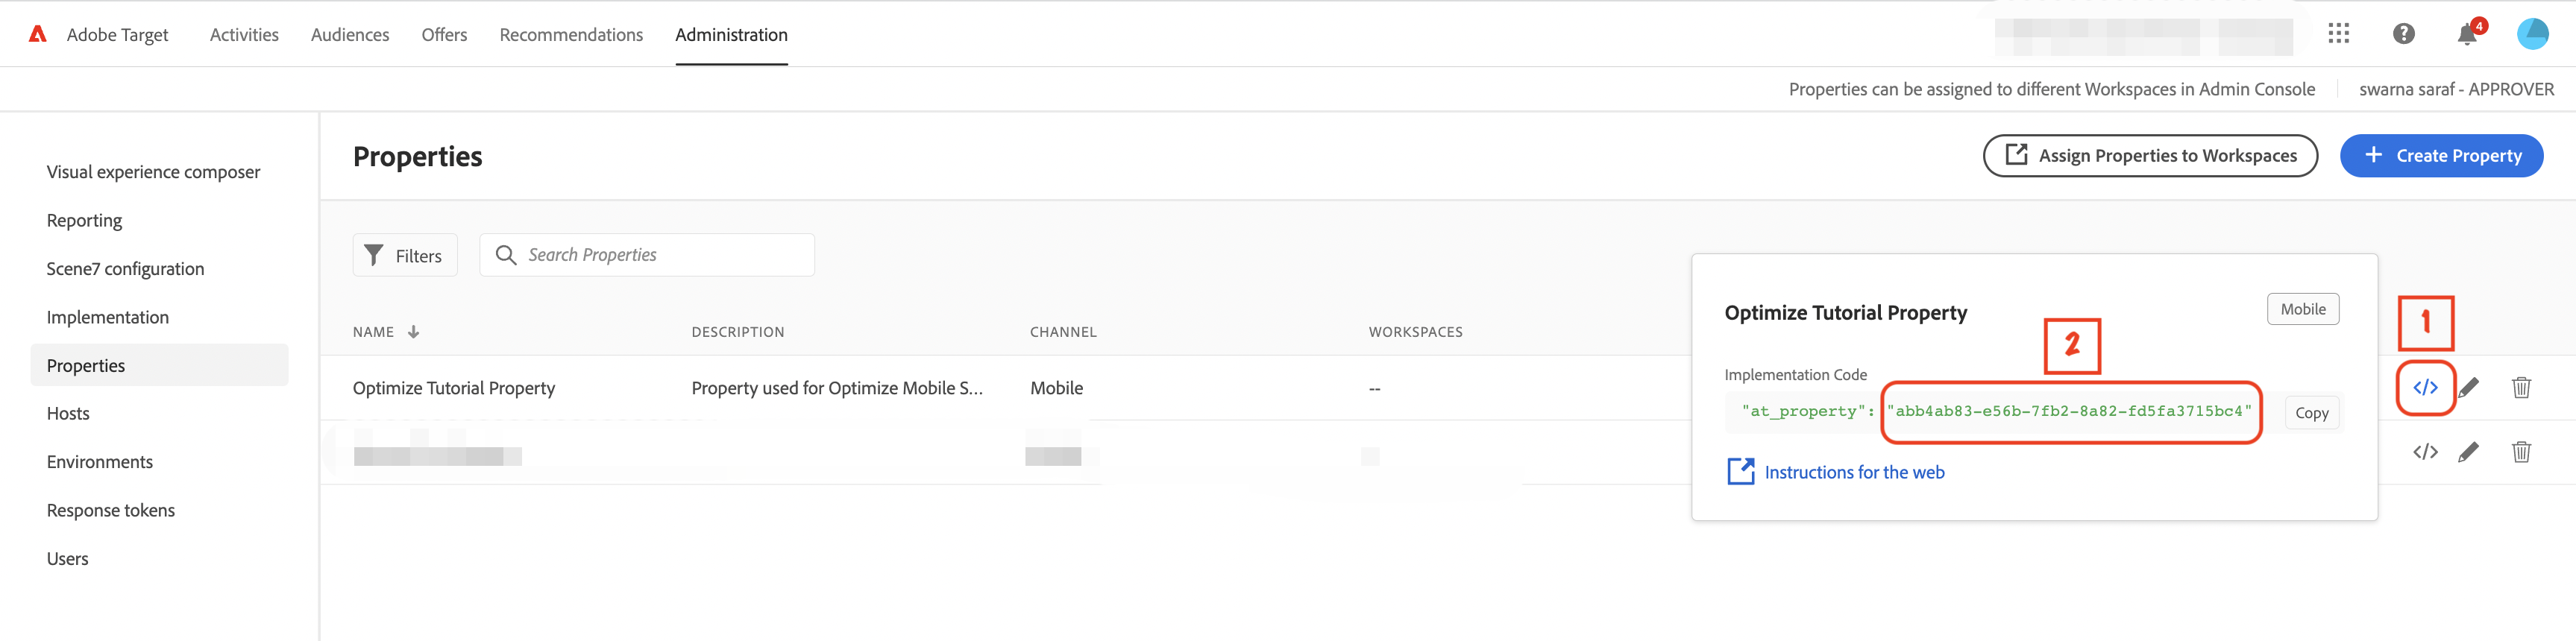 Adobe Target Activities Audiences Offers Recommendations Administration 4
Properties can be assigned to different Workspaces in Admin Console swarna saraf - APPROVER
Visual experience composer
Reporting
Scene7 configuration
Implementation
Properties
Hosts
Environments
Response tokens
Users
Properties
Assign Properties to Workspaces
+ Create Property
Filters
Search Properties
NAME DESCRIPTION CHANNEL WORKSPACES
Optimize Tutorial Property Property used for Optimize Mobile S... Mobile --
Optimize Tutorial Property Mobile
Implementation Code
"at_property": "abb4ab83-e56b-7fb2-8a82-fd5fa3715bc4" Copy
Instructions for the web
2
1